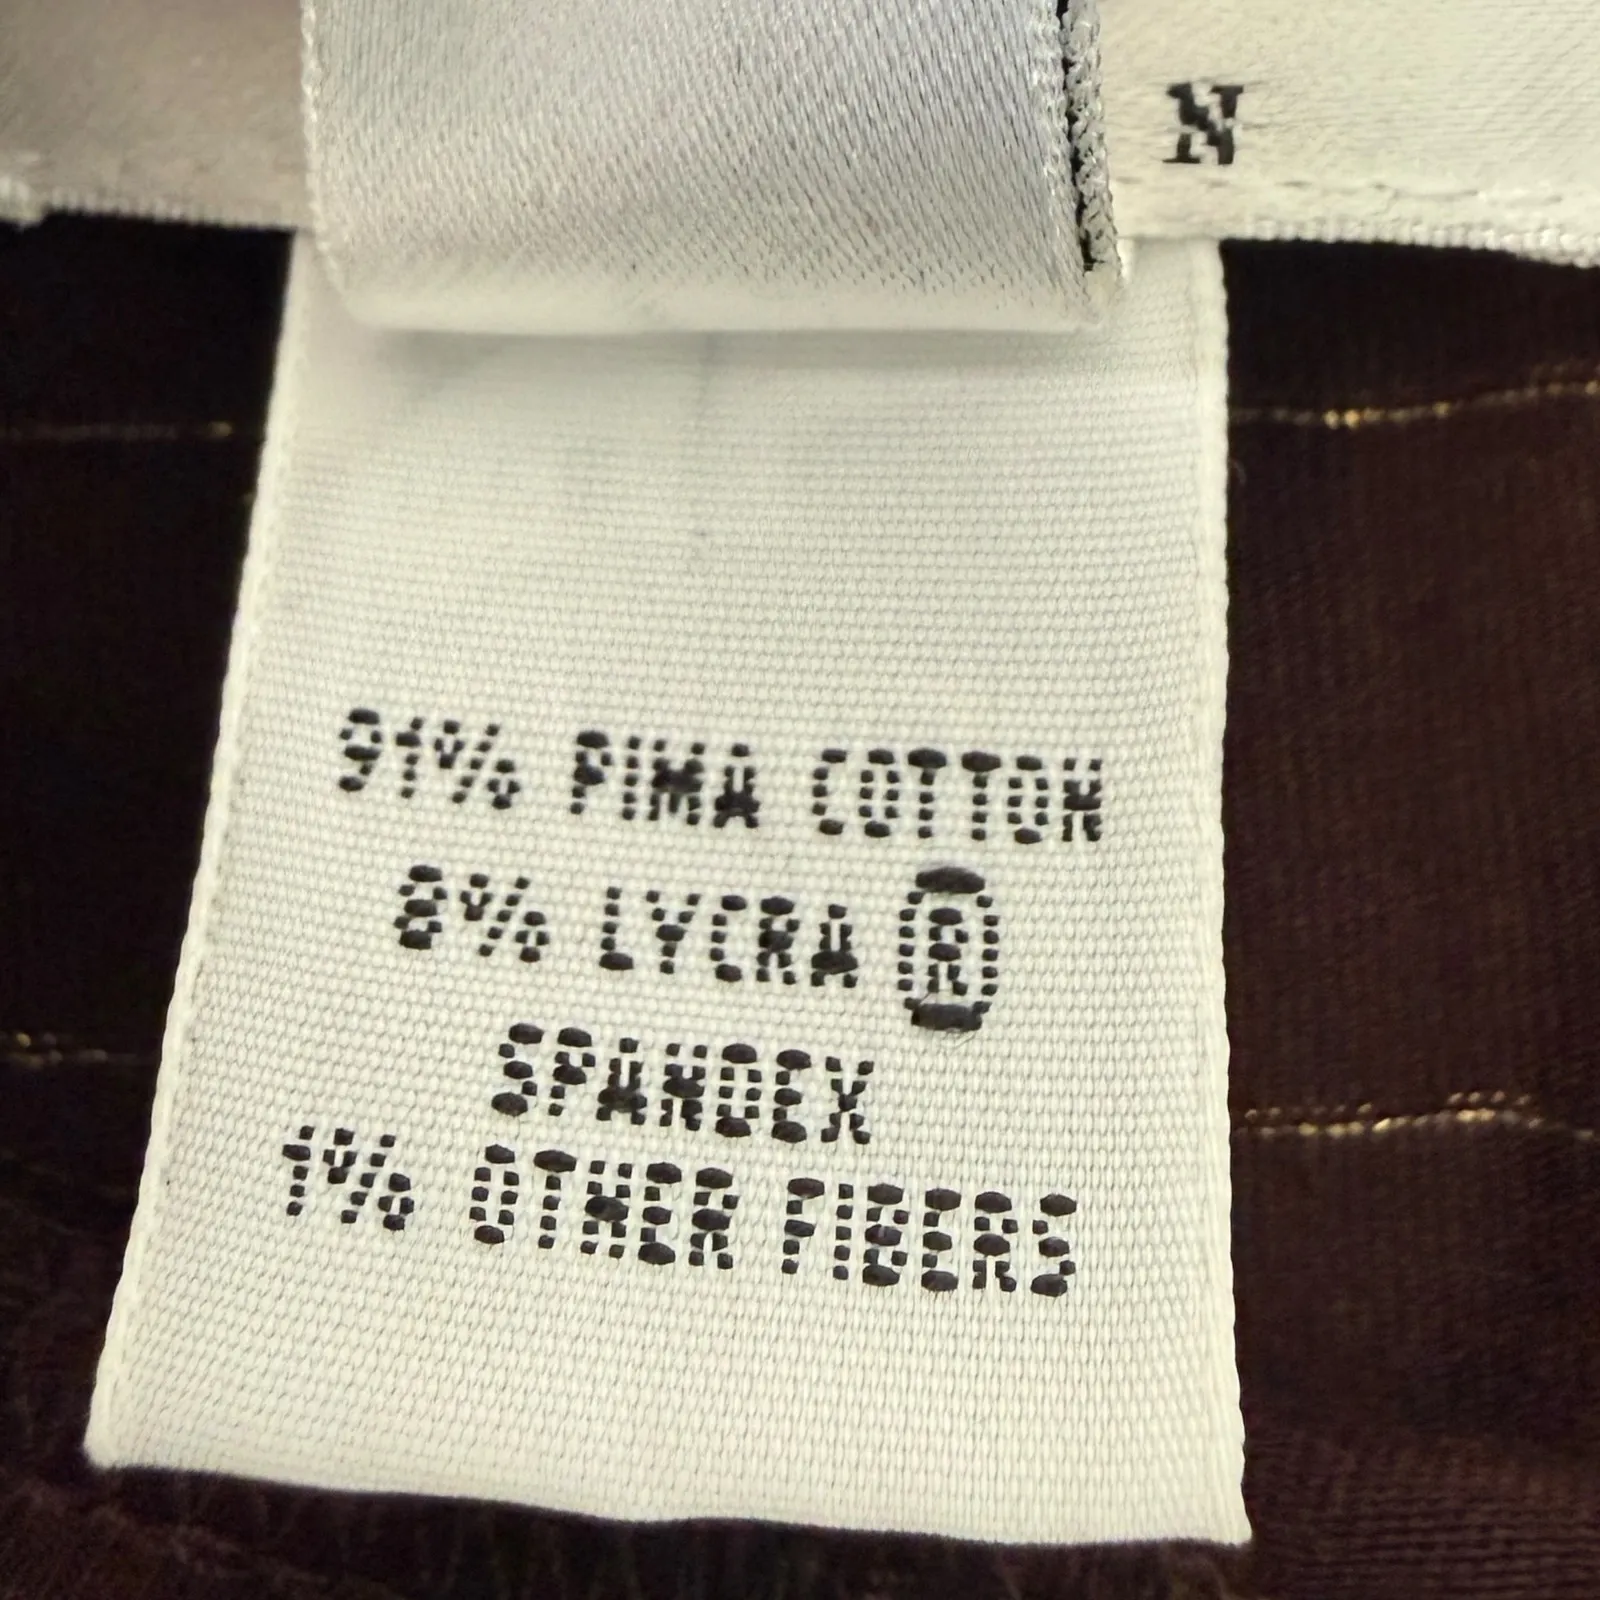 N
91% PIMA COTTON
8% LYCRA ®
SPANDEX
1% OTHER FIBERS